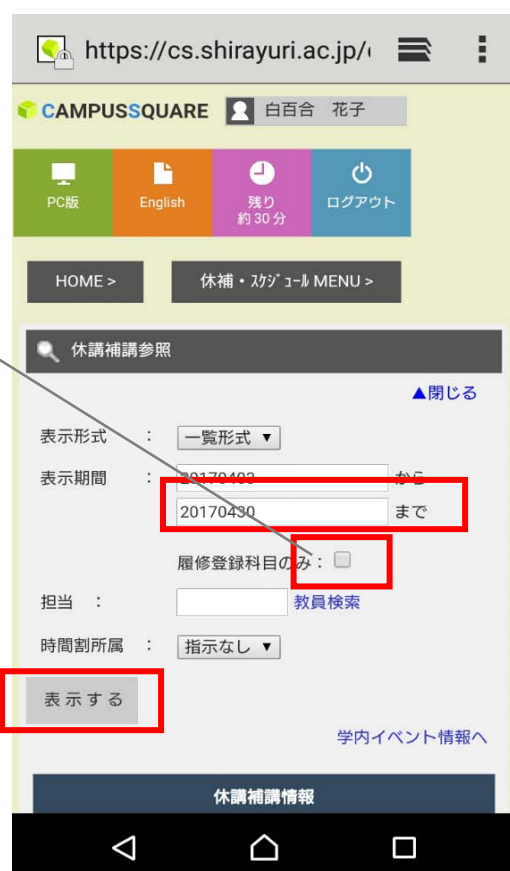 https://cs.shirayuri.ac.jp/
CAMPUSSQUARE 白百合 花子
PC版 English 残り 約30分 ログアウト
HOME > 休補・ｽｹｼﾞｭｰﾙ MENU >
休講補講参照
▲閉じる
表示形式 : 一覧形式 ▼
表示期間 : から
20170430 まで
履修登録科目のみ :
担当 : 教員検索
時間割所属 : 指示なし ▼
表示する
学内イベント情報へ
休講補講情報